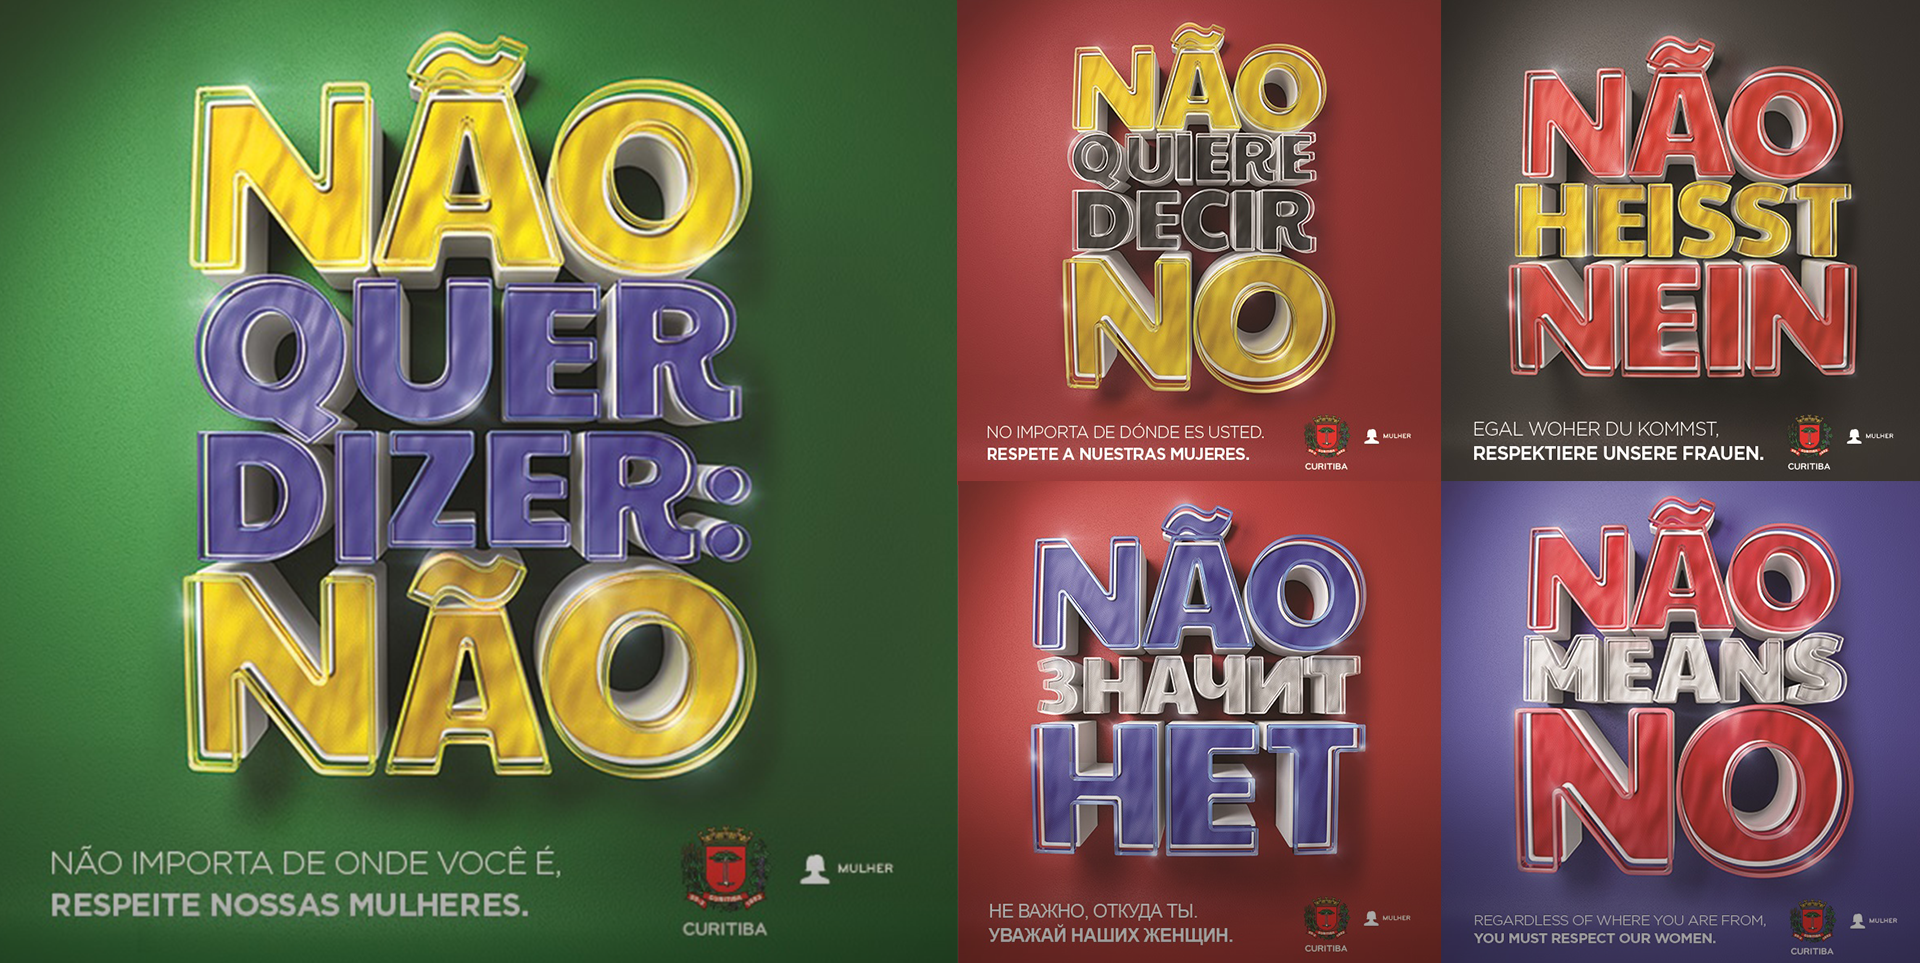 NÃO
QUER
DIZER:
NÃO
NÃO IMPORTA DE ONDE VOCÊ É,
RESPEITE NOSSAS MULHERES.
CURITIBA
MULHER
NÃO
QUIERE
DECIR
NO
NO IMPORTA DE DÓNDE ES USTED.
RESPETE A NUESTRAS MUJERES.
CURITIBA
MULHER
NÃO
HEISST
NEIN
EGAL WOHER DU KOMMST,
RESPEKTIERE UNSERE FRAUEN.
CURITIBA
MULHER
NÃO
ЗНАЧИТ
НЕТ
НЕ ВАЖНО, ОТКУДА ТЫ.
УВАЖАЙ НАШИХ ЖЕНЩИН.
CURITIBA
MULHER
NÃO
MEANS
NO
REGARDLESS OF WHERE YOU ARE FROM,
YOU MUST RESPECT OUR WOMEN.
CURITIBA
MULHER